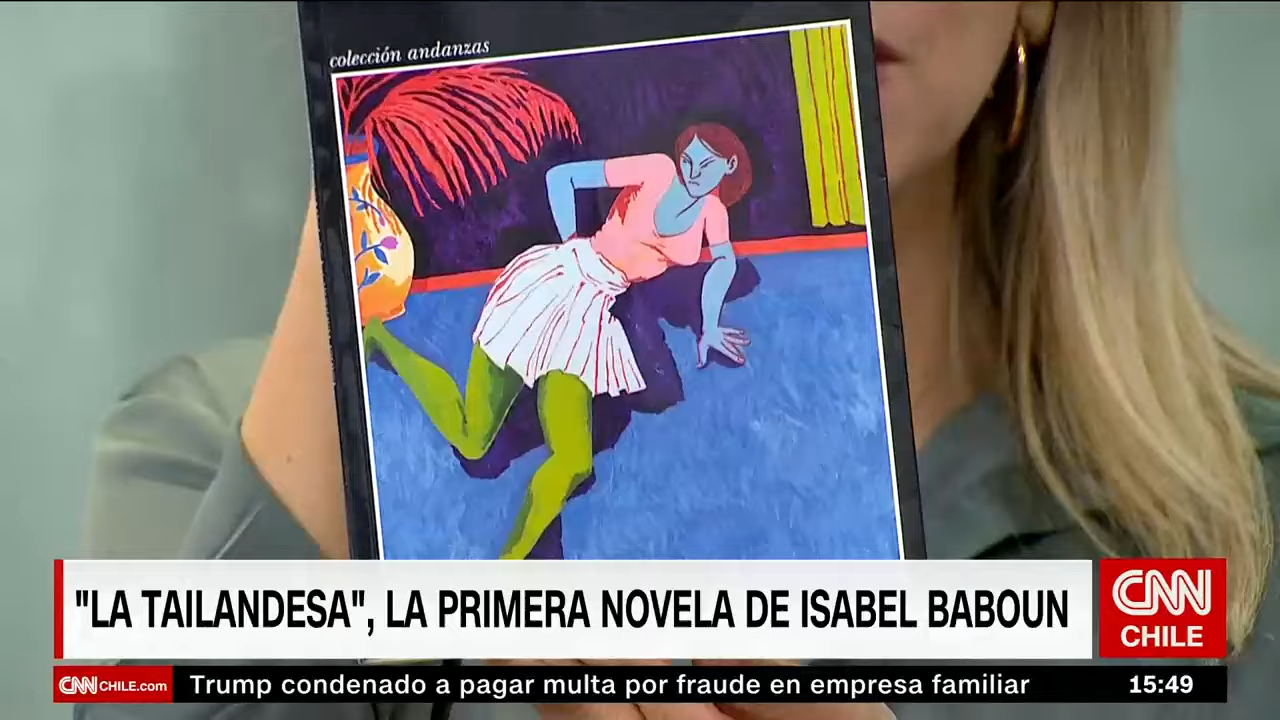 colección andanzas
"LA TAILANDESA", LA PRIMERA NOVELA DE ISABEL BABOUN
CNN
CHILE
CNNCHILE.com Trump condenado a pagar multa por fraude en empresa familiar 15:49